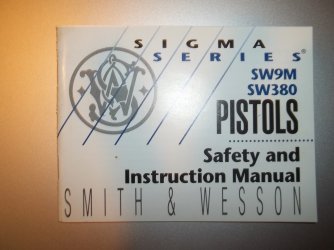 SIGMA
SERIES®
SW9M
SW380
PISTOLS
Safety and
Instruction Manual
SMITH & WESSON